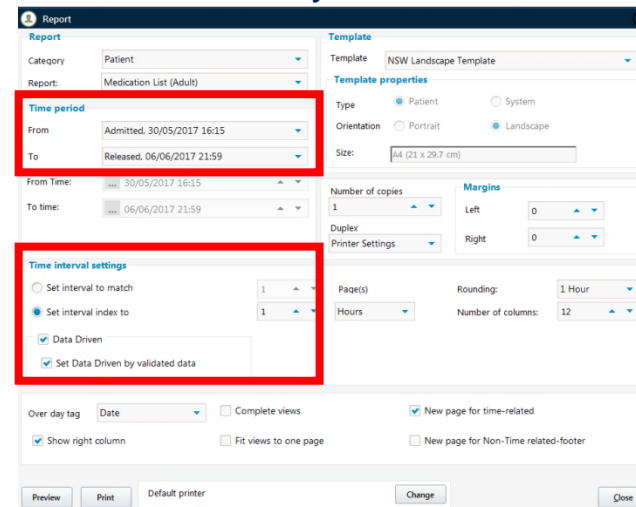 Report
Report
Category
Patient
Report:
Medication List (Adult)
Time period
From
Admitted, 30/05/2017 16:15
To
Released, 06/06/2017 21:59
From Time:
... 30/05/2017 16:15
To time:
... 06/06/2017 21:59
Template
Template
NSW Landscape Template
Template properties
Type
Patient
System
Orientation
Portrait
Landscape
Size:
A4 (21 x 29.7 cm)
Number of copies
1
Duplex
Printer Settings
Margins
Left
0
Right
0
Time interval settings
Set interval to match
1
Page(s)
Set interval index to
1
Hours
Data Driven
Set Data Driven by validated data
Rounding:
1 Hour
Number of columns:
12
Over day tag
Date
Complete views
New page for time-related
Show right column
Fit views to one page
New page for Non-Time related-footer
Preview
Print
Default printer
Change
Close